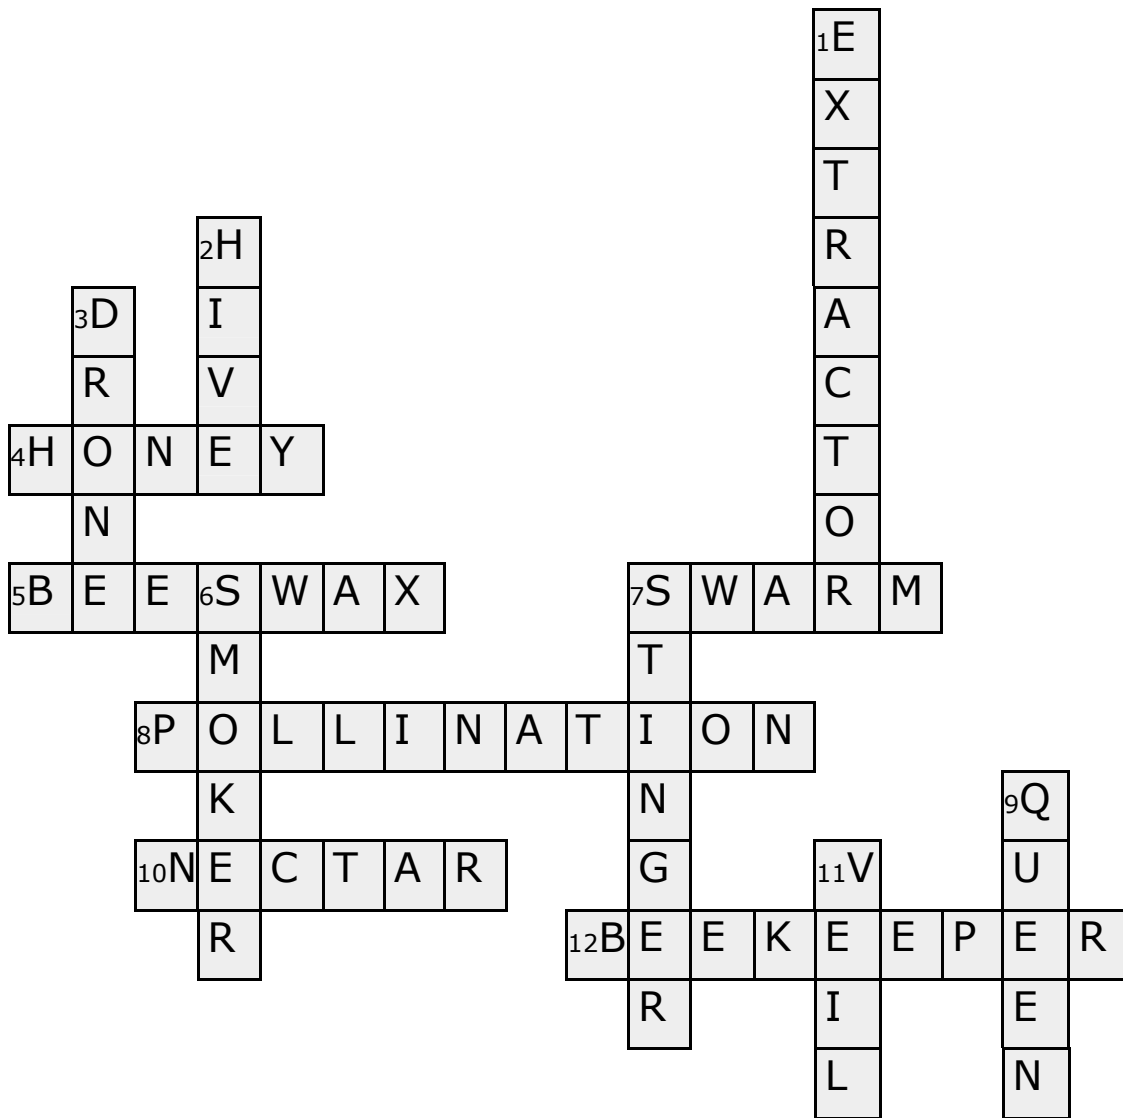 1E
X
T
2H R
3D I A
R V C
4H O N E Y T
N O
5B E E 6S W A X 7S W A R M
M T
8P O L L I N A T I O N
K N 9Q
10N E C T A R G 11V U
R 12B E E K E E P E R
R I E
L N